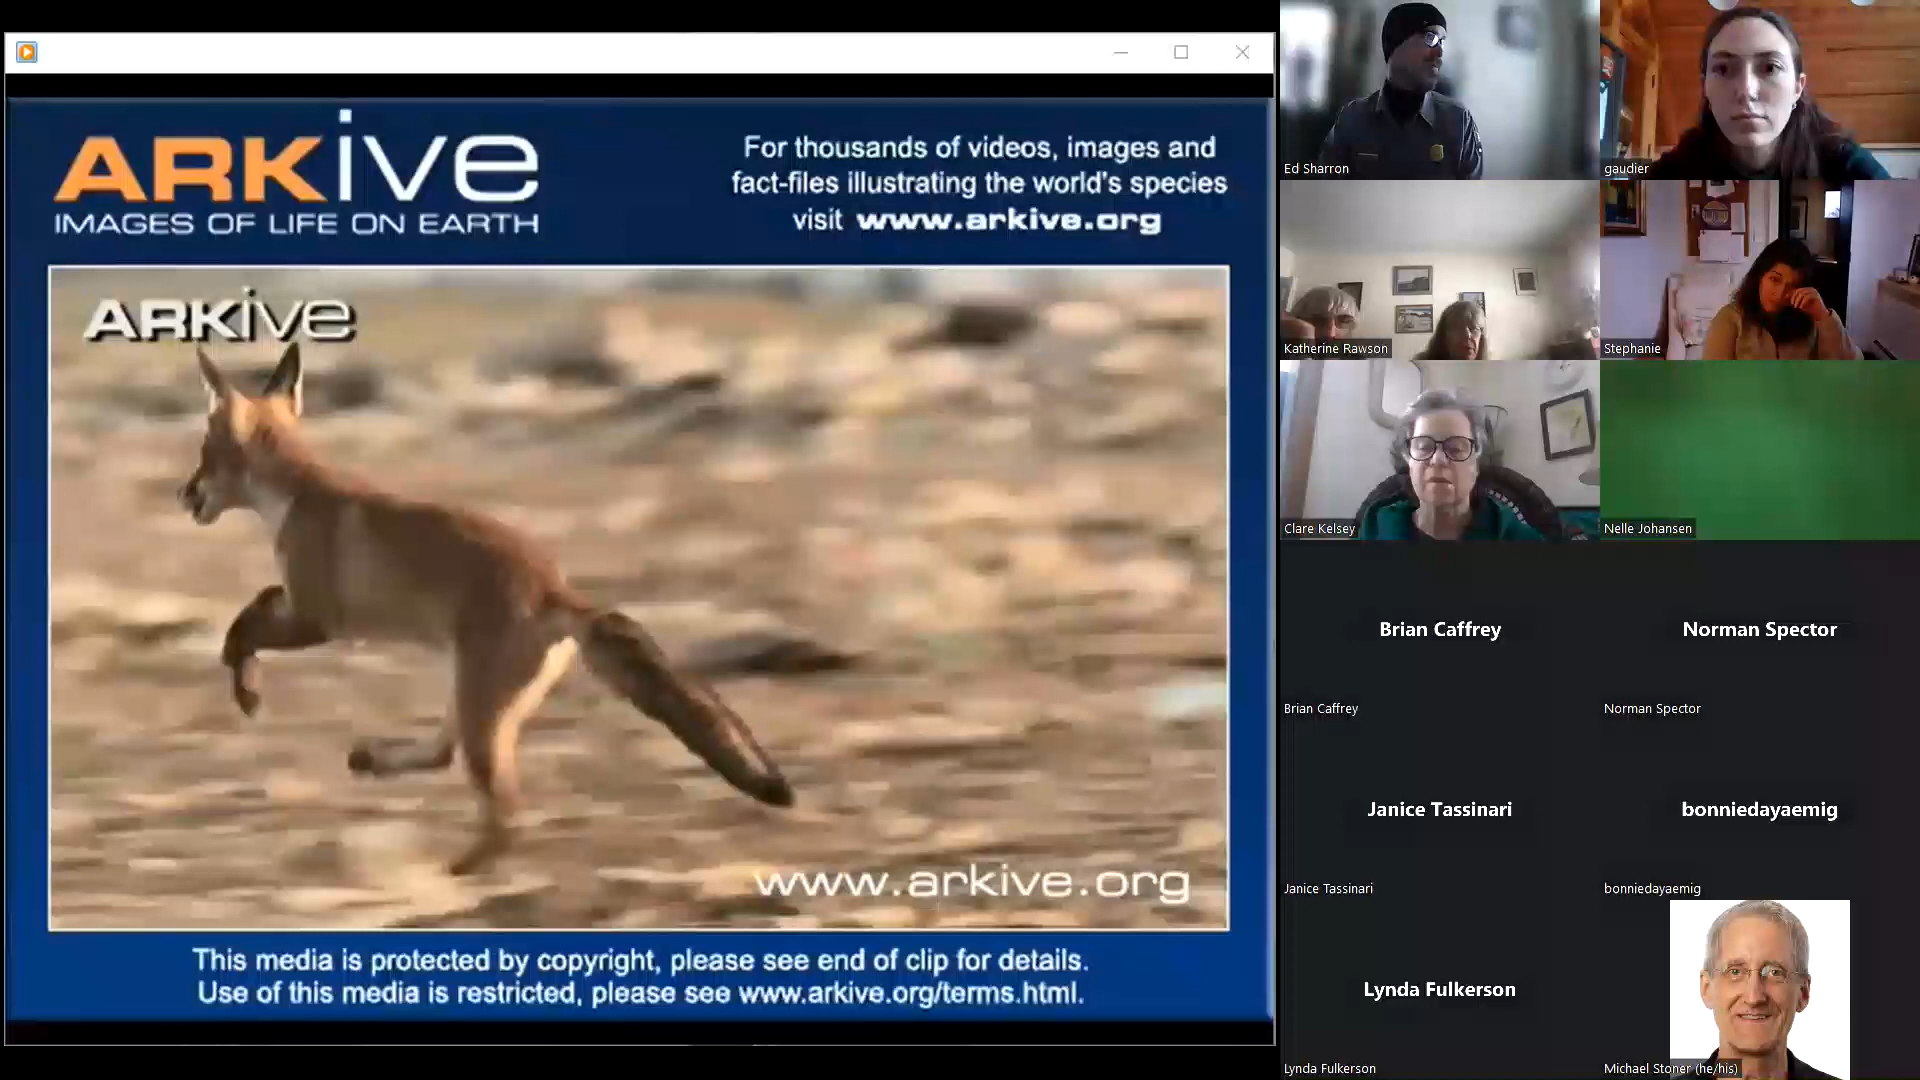 ARKive
IMAGES OF LIFE ON EARTH
For thousands of videos, images and
fact-files illustrating the world's species
visit www.arkive.org
ARKive
www.arkive.org
This media is protected by copyright, please see end of clip for details.
Use of this media is restricted, please see www.arkive.org/terms.html.
Ed Sharron
gaudier
Katherine Rawson
Stephanie
Clare Kelsey
Nelle Johansen
Brian Caffrey
Norman Spector
Brian Caffrey
Norman Spector
Janice Tassinari
bonniedayaemig
Janice Tassinari
bonniedayaemig
Lynda Fulkerson
Lynda Fulkerson
Michael Stoner (he/his)